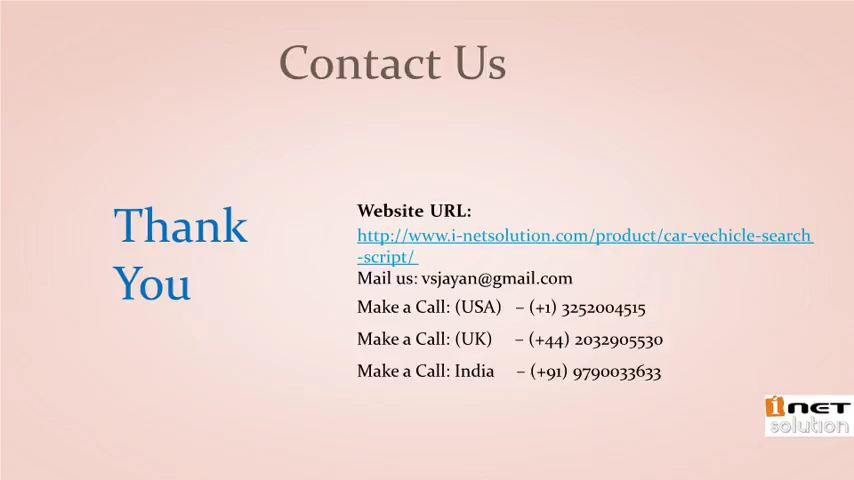 Contact Us
Thank
You
Website URL:
http://www.i-netsolution.com/product/car-vechicle-search
-script/
Mail us: vsjayan@gmail.com
Make a Call: (USA) – (+1) 3252004515
Make a Call: (UK) – (+44) 2032905530
Make a Call: India – (+91) 9790033633
iNET
solution